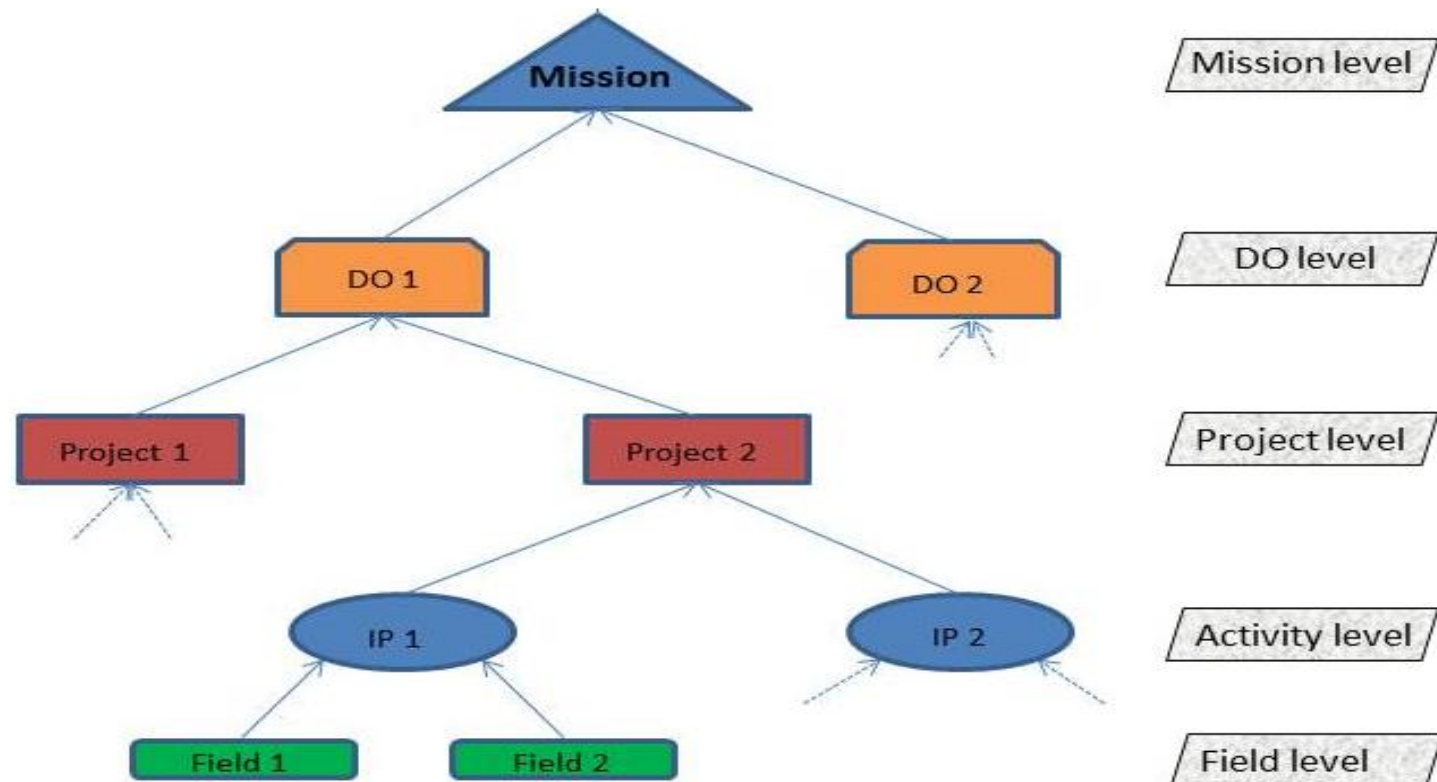 Mission
Mission level
DO 1
DO 2
DO level
Project 1
Project 2
Project level
IP 1
IP 2
Activity level
Field 1
Field 2
Field level